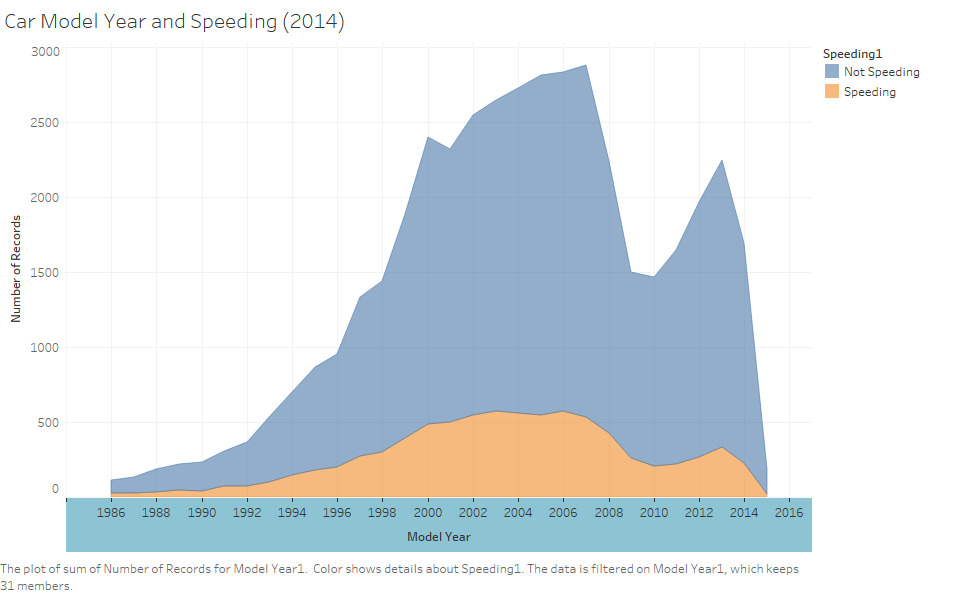 Car Model Year and Speeding (2014)
Speeding1
Not Speeding
Speeding
3000
2500
2000
1500
1000
500
0
Number of Records
1986 1988 1990 1992 1994 1996 1998 2000 2002 2004 2006 2008 2010 2012 2014 2016
Model Year
The plot of sum of Number of Records for Model Year1.  Color shows details about Speeding1. The data is filtered on Model Year1, which keeps
31 members.